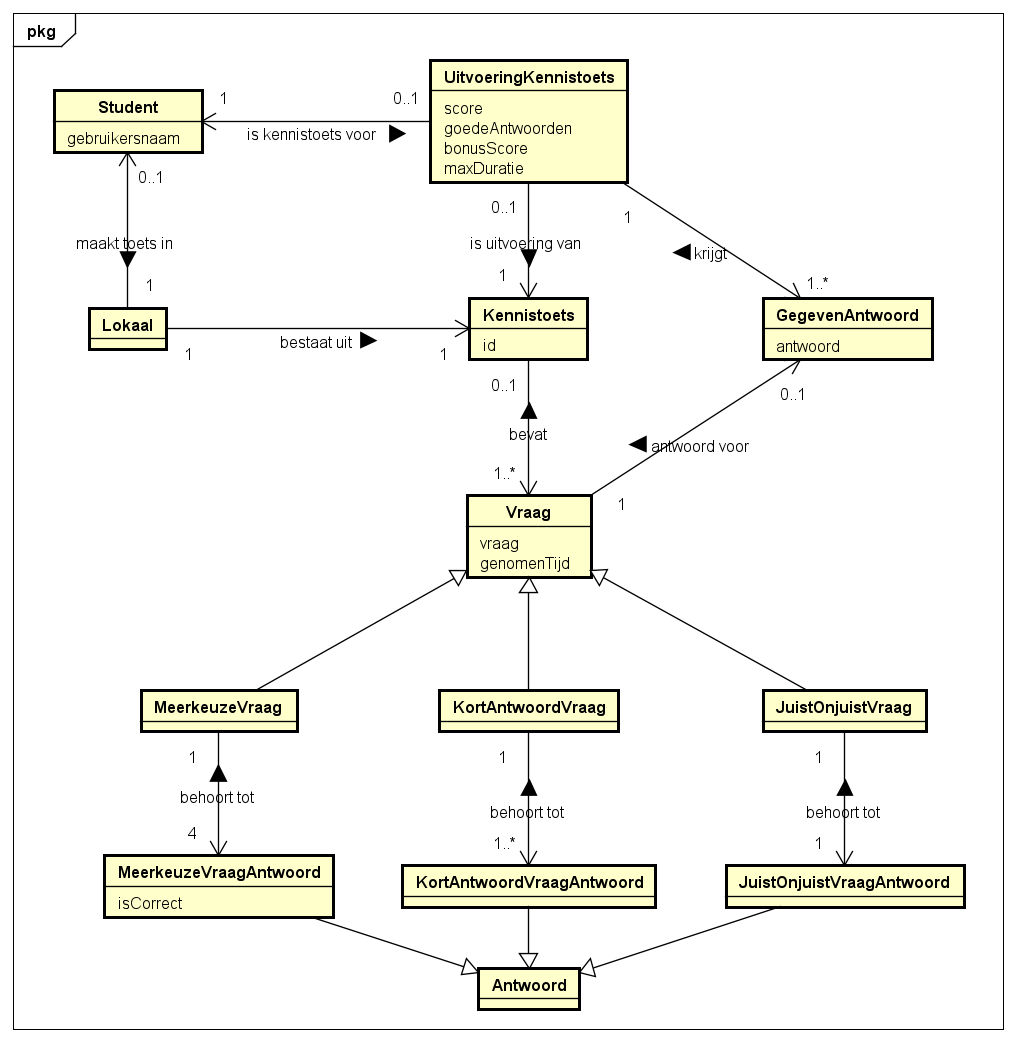 pkg
UitvoeringKennistoets
score
goedeAntwoorden
bonusScore
maxDuratie
Student
gebruikersnaam
1
0..1
is kennistoets voor
0..1
0..1
1
krijgt
maakt toets in
is uitvoering van
1
1
1..*
Lokaal
Kennistoets
id
GegevenAntwoord
antwoord
1
bestaat uit
1
0..1
0..1
bevat
antwoord voor
1..*
1
Vraag
vraag
genomenTijd
MeerkeuzeVraag
KortAntwoordVraag
JuistOnjuistVraag
1
1
1
behoort tot
behoort tot
behoort tot
4
1..*
1
MeerkeuzeVraagAntwoord
isCorrect
KortAntwoordVraagAntwoord
JuistOnjuistVraagAntwoord
Antwoord